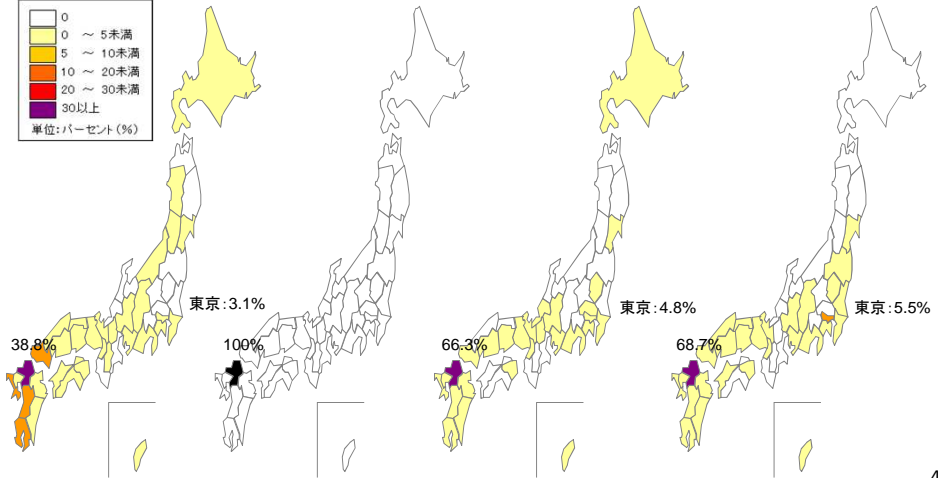 0
0 ~ 5未満
5 ~ 10未満
10 ~ 20未満
20 ~ 30未満
30以上
単位:パーセント(%)
東京:3.1%
38.8%
100%
東京:4.8%
66.3%
東京:5.5%
68.7%
4